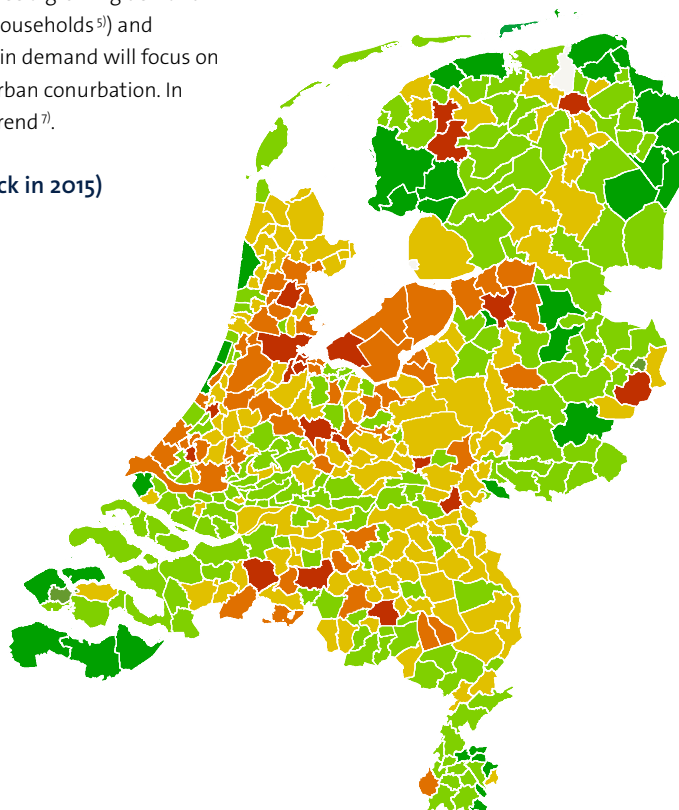 ouseholds 5)) and
in demand will focus on
rban conurbation. In
rend 7).
ck in 2015)